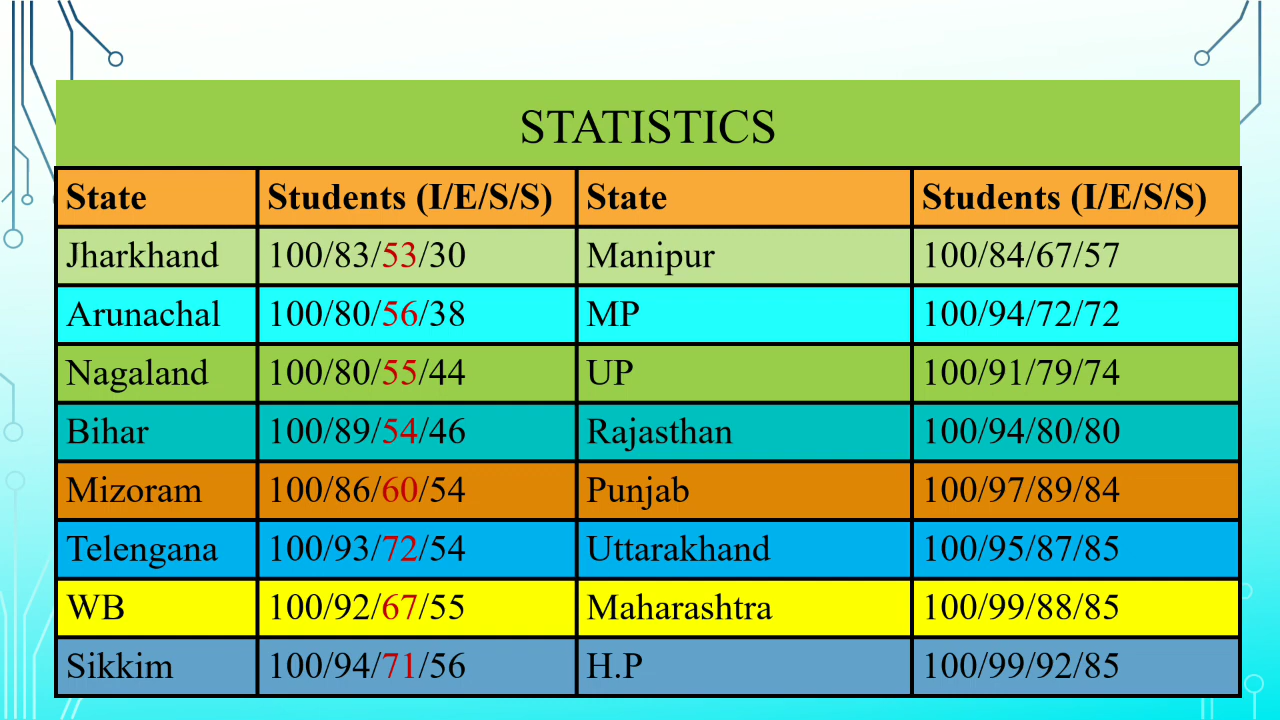 STATISTICS
State Students (I/E/S/S) State Students (I/E/S/S)
Jharkhand 100/83/53/30 Manipur 100/84/67/57
Arunachal 100/80/56/38 MP 100/94/72/72
Nagaland 100/80/55/44 UP 100/91/79/74
Bihar 100/89/54/46 Rajasthan 100/94/80/80
Mizoram 100/86/60/54 Punjab 100/97/89/84
Telengana 100/93/72/54 Uttarakhand 100/95/87/85
WB 100/92/67/55 Maharashtra 100/99/88/85
Sikkim 100/94/71/56 H.P 100/99/92/85